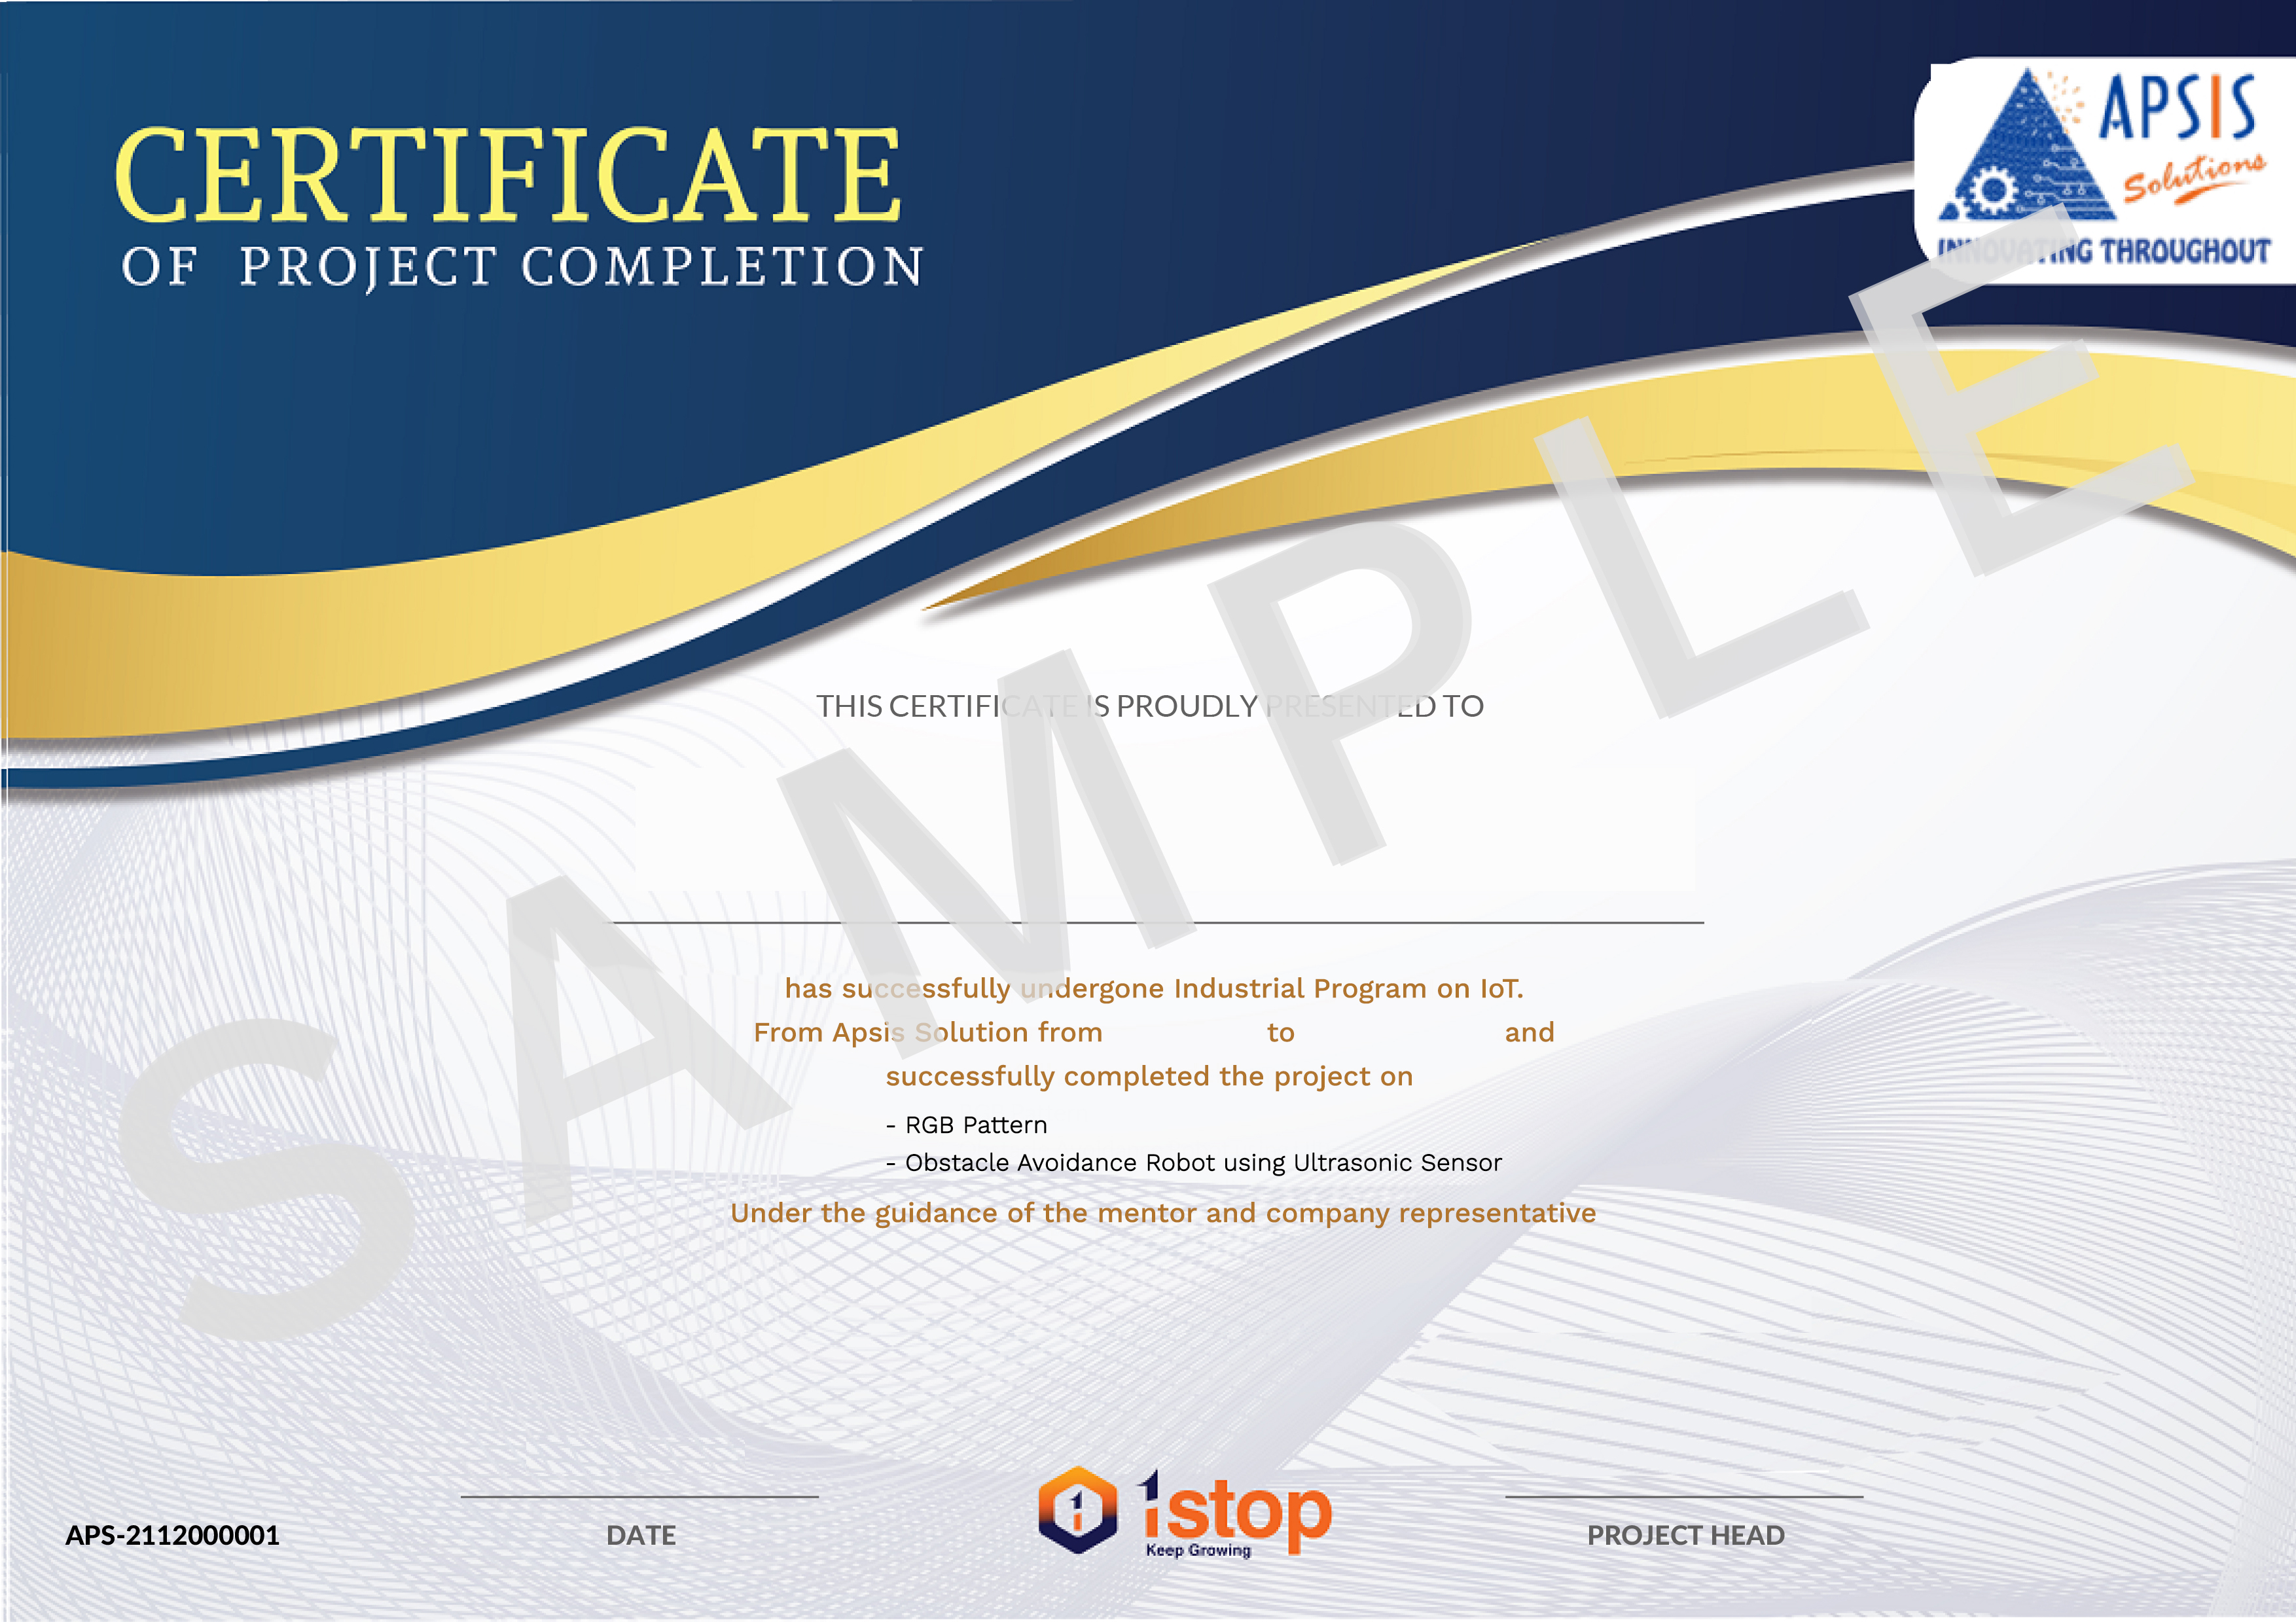 CERTIFICATE
OF PROJECT COMPLETION
APSIS
Solutions
INNOVATING THROUGHOUT
SAMPLE
THIS CERTIFICATE IS PROUDLY PRESENTED TO
has successfully undergone Industrial Program on IoT.
From Apsis Solution from to and
successfully completed the project on
- RGB Pattern
- Obstacle Avoidance Robot using Ultrasonic Sensor
Under the guidance of the mentor and company representative
APS-2112000001
DATE
1
1stop
Keep Growing
PROJECT HEAD